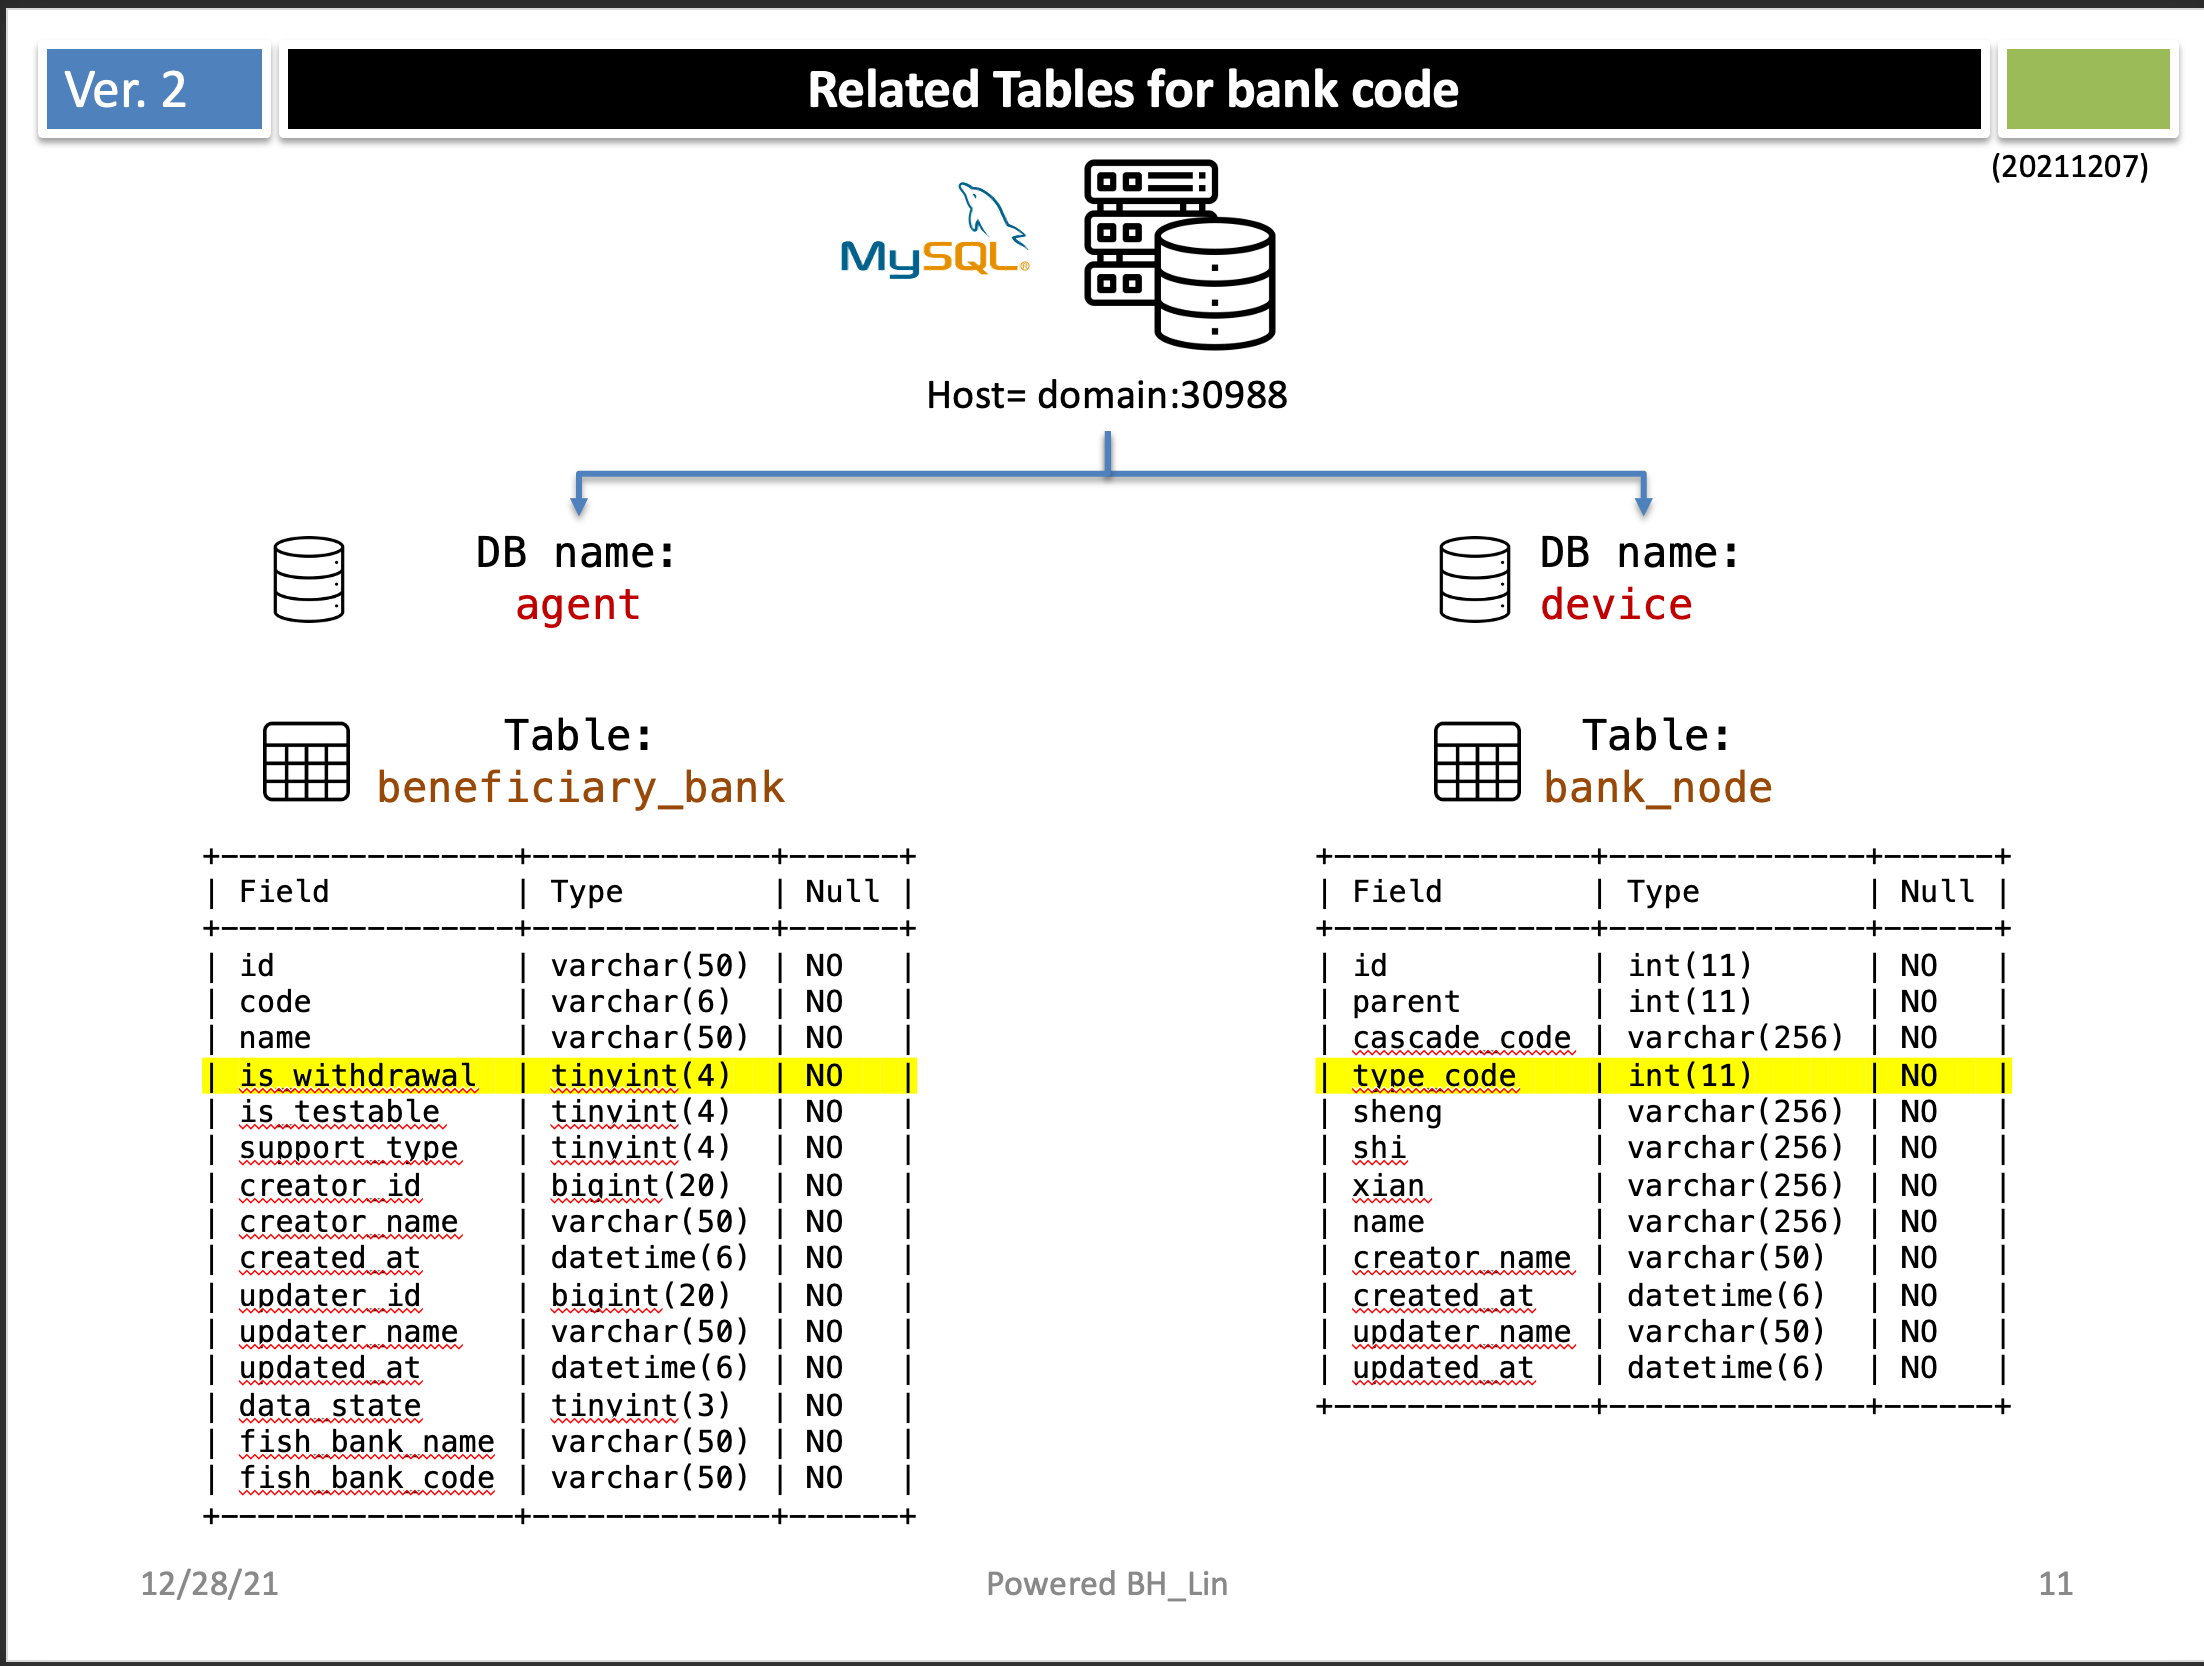 Ver. 2
Related Tables for bank code
(20211207)
MySQL®
Host= domain:30988
DB name:
agent
DB name:
device
Table:
beneficiary_bank
Table:
bank_node
+----------------+-------------+------+
| Field          | Type        | Null |
+----------------+-------------+------+
| id             | varchar(50) | NO   |
| code           | varchar(6)  | NO   |
| name           | varchar(50) | NO   |
| is_withdrawal  | tinyint(4)  | NO   |
| is_testable    | tinyint(4)  | NO   |
| support_type   | tinyint(4)  | NO   |
| creator_id     | bigint(20)  | NO   |
| creator_name   | varchar(50) | NO   |
| created_at     | datetime(6) | NO   |
| updater_id     | bigint(20)  | NO   |
| updater_name   | varchar(50) | NO   |
| updated_at     | datetime(6) | NO   |
| data_state     | tinyint(3)  | NO   |
| fish_bank_name | varchar(50) | NO   |
| fish_bank_code | varchar(50) | NO   |
+----------------+-------------+------+
+--------------+--------------+------+
| Field        | Type         | Null |
+--------------+--------------+------+
| id           | int(11)      | NO   |
| parent       | int(11)      | NO   |
| cascade_code | varchar(256) | NO   |
| type_code    | int(11)      | NO   |
| sheng        | varchar(256) | NO   |
| shi          | varchar(256) | NO   |
| xian         | varchar(256) | NO   |
| name         | varchar(256) | NO   |
| creator_name | varchar(50)  | NO   |
| created_at   | datetime(6)  | NO   |
| updater_name | varchar(50)  | NO   |
| updated_at   | datetime(6)  | NO   |
+--------------+--------------+------+
12/28/21
Powered BH_Lin
11